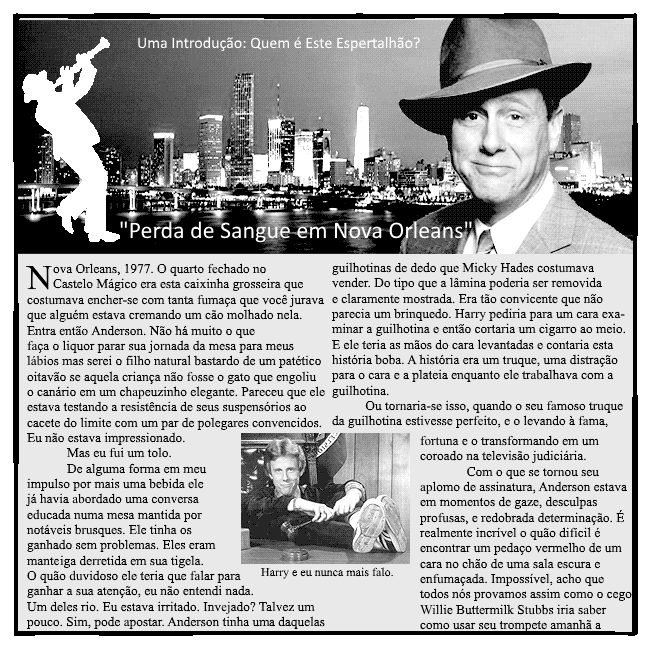 Uma Introdução: Quem é Este Espertalhão?
"Perda de Sangue em Nova Orleans"
Nova Orleans, 1977. O quarto fechado no
Castelo Mágico era esta caixinha grosseira que
costumava encher-se com tanta fumaça que você jurava
que alguém estava cremando um cão molhado nela.
Entra então Anderson. Não há muito o que
faça o liquor parar sua jornada da mesa para meus
lábios mas serei o filho natural bastardo de um patético
oitavão se aquela criança não fosse o gato que engoliu
o canário em um chapeuzinho elegante. Pareceu que ele
estava testando a resistência de seus suspensórios ao
cacete do limite com um par de polegares convencidos.
Eu não estava impressionado.
Mas eu fui um tolo.
De alguma forma em meu
impulso por mais uma bebida ele
já havia abordado uma conversa
educada numa mesa mantida por
notáveis brusques. Ele tinha os
ganhado sem problemas. Eles eram
manteiga derretida em sua tigela.
O quão duvidoso ele teria que falar para
ganhar a sua atenção, eu não entendi nada.
Um deles rio. Eu estava irritado. Invejado? Talvez um
pouco. Sim, pode apostar. Anderson tinha uma daquelas
guilhotinas de dedo que Micky Hades costumava
vender. Do tipo que a lâmina poderia ser removida
e claramente mostrada. Era tão convicente que não
parecia um brinquedo. Harry pediria para um cara exa-
minar a guilhotina e então cortaria um cigarro ao meio.
E ele teria as mãos do cara levantadas e contaria esta
história boba. A história era um truque, uma distração
para o cara e a plateia enquanto ele trabalhava com a
guilhotina.
Ou tornaria-se isso, quando o seu famoso truque
da guilhotina estivesse perfeito, e o levando à fama,
fortuna e o transformando em um
coroado na televisão judiciária.
Com o que se tornou seu
aplomo de assinatura, Anderson estava
em momentos de gaze, desculpas
profusas, e redobrada determinação. É
realmente incrível o quão difícil é
encontrar um pedaço vermelho de um
cara no chão de uma sala escura e
enfumaçada. Impossível, acho que
todos nós provamos assim como o cego
Willie Buttermilk Stubbs iria saber
como usar seu trompete amanhã a
Harry e eu nunca mais falo.